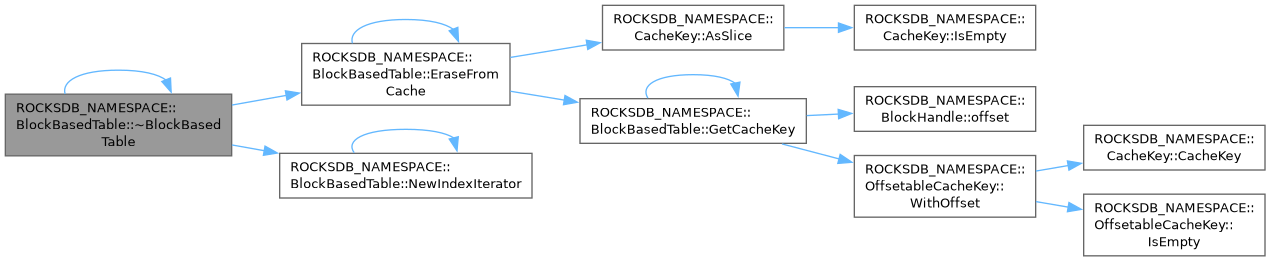 ROCKSDB_NAMESPACE::
BlockBasedTable::~BlockBased
Table
ROCKSDB_NAMESPACE::
BlockBasedTable::EraseFrom
Cache
ROCKSDB_NAMESPACE::
CacheKey::AsSlice
ROCKSDB_NAMESPACE::
CacheKey::IsEmpty
ROCKSDB_NAMESPACE::
BlockBasedTable::GetCacheKey
ROCKSDB_NAMESPACE::
BlockHandle::offset
ROCKSDB_NAMESPACE::
OffsetableCacheKey::
WithOffset
ROCKSDB_NAMESPACE::
CacheKey::CacheKey
ROCKSDB_NAMESPACE::
OffsetableCacheKey::
IsEmpty
ROCKSDB_NAMESPACE::
BlockBasedTable::NewIndexIterator